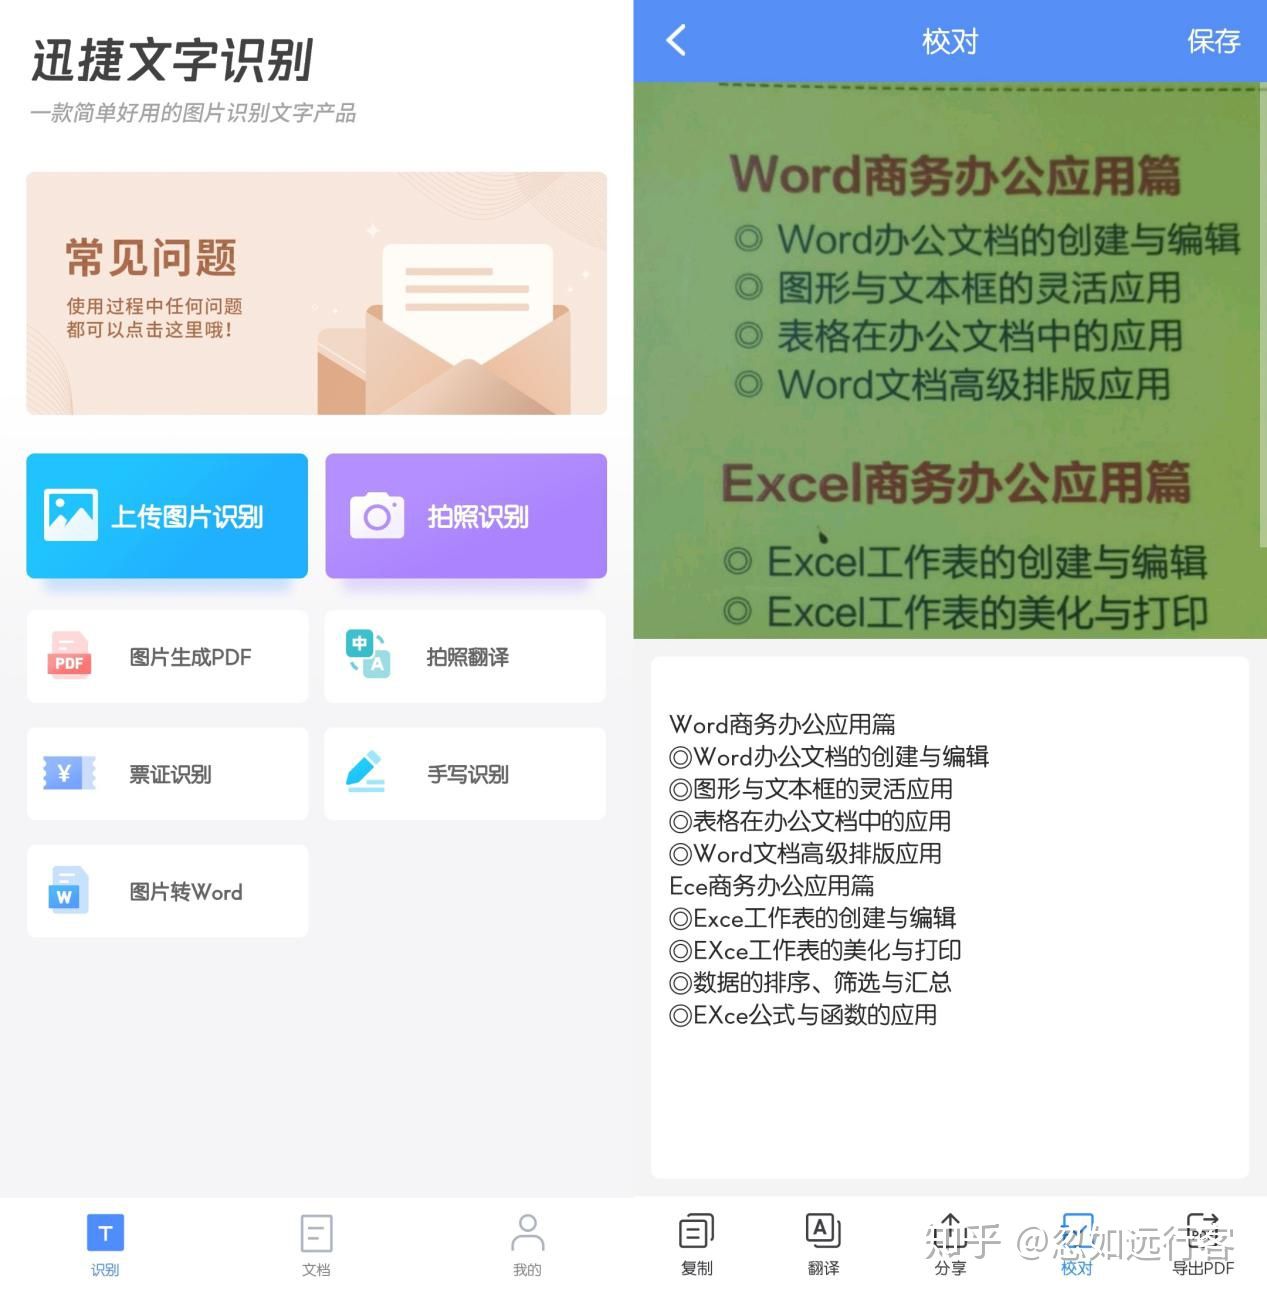 迅捷文字识别
一款简单好用的图片识别文字产品
常见问题
使用过程中任何问题
都可以点击这里哦！
上传图片识别
拍照识别
PDF
图片生成PDF
中
A
拍照翻译
¥
票证识别
手写识别
W
图片转Word
T
识别
文档
我的
校对
保存
Word商务办公应用篇
◎ Word办公文档的创建与编辑
◎ 图形与文本框的灵活应用
◎ 表格在办公文档中的应用
◎ Word文档高级排版应用
Excel商务办公应用篇
◎ Excel工作表的创建与编辑
◎ Excel工作表的美化与打印
Word商务办公应用篇
◎Word办公文档的创建与编辑
◎图形与文本框的灵活应用
◎表格在办公文档中的应用
◎Word文档高级排版应用
Ece商务办公应用篇
◎Exce工作表的创建与编辑
◎EXce工作表的美化与打印
◎数据的排序、筛选与汇总
◎EXce公式与函数的应用
A
复制
翻译
分享
校对
导出PDF
知乎 @忽如远行客